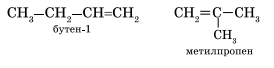 CH₃—CH₂—CH=CH₂
бутен-1
CH₂=C—CH₃
CH₃
метилпропен